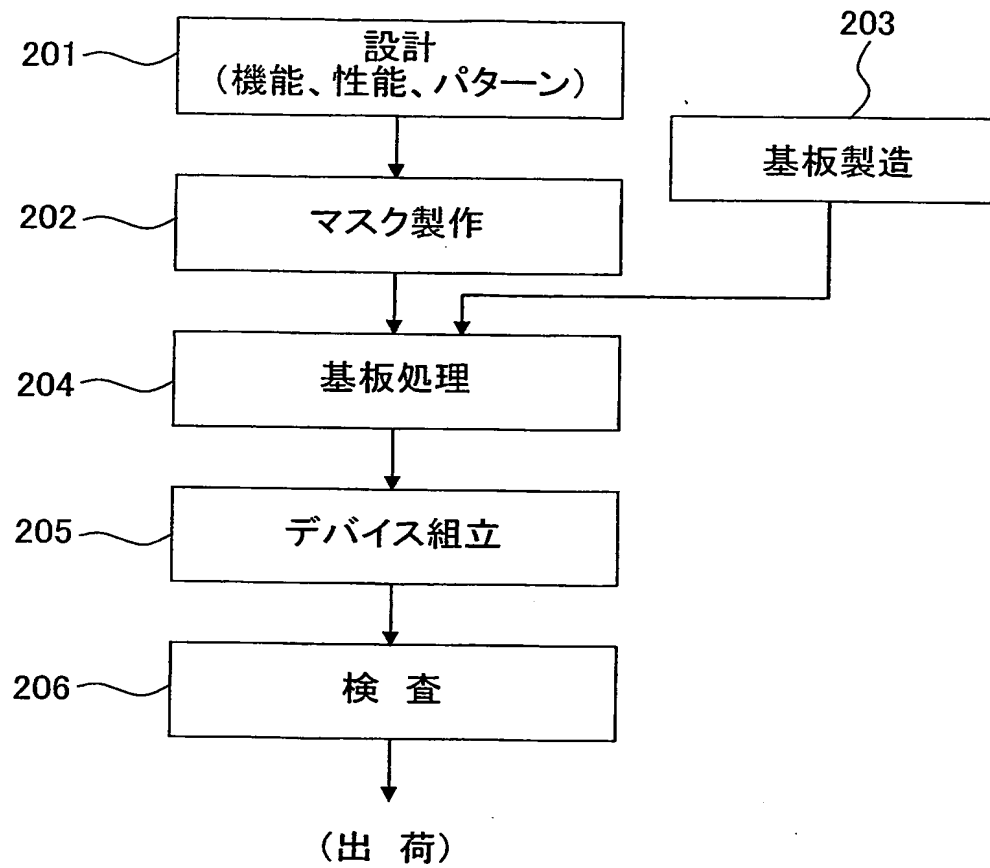 201
設計
（機能、性能、パターン）
203
基板製造
202
マスク製作
204
基板処理
205
デバイス組立
206
検 査
（出 荷）